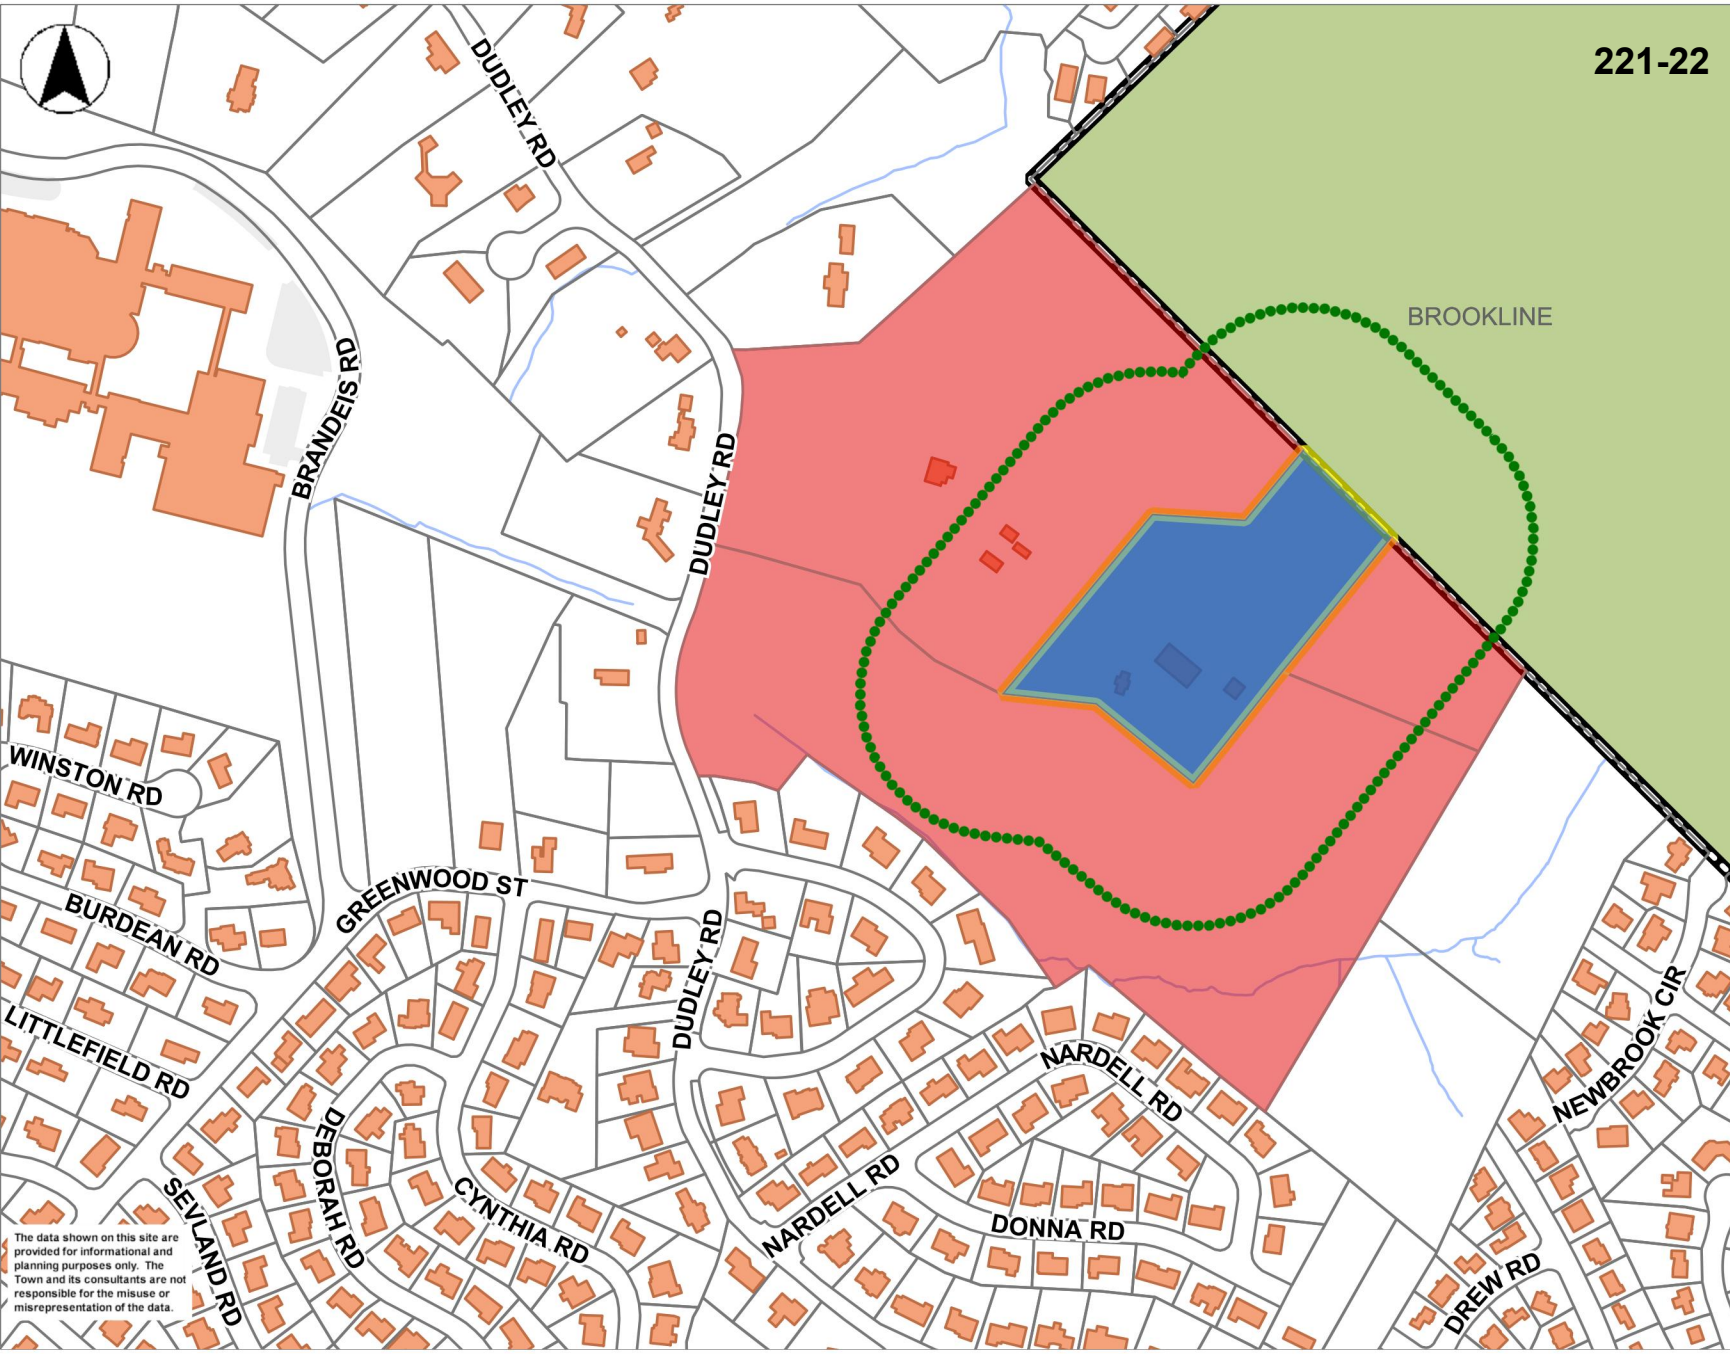 221-22
DUDLEY RD
BROOKLINE
BRANDEIS RD
DUDLEY RD
WINSTON RD
GREENWOOD ST
BURDEAN RD
DUDLEY RD
LITTLEFIELD RD
NARDELL RD
NEWBROOK CIR
DEBORAH RD
SEVLAND RD
CYNTHIA RD
NARDELL RD
DONNA RD
DREW RD
The data shown on this site are
provided for informational and
planning purposes only. The
Town and its consultants are not
responsible for the misuse or
misrepresentation of the data.